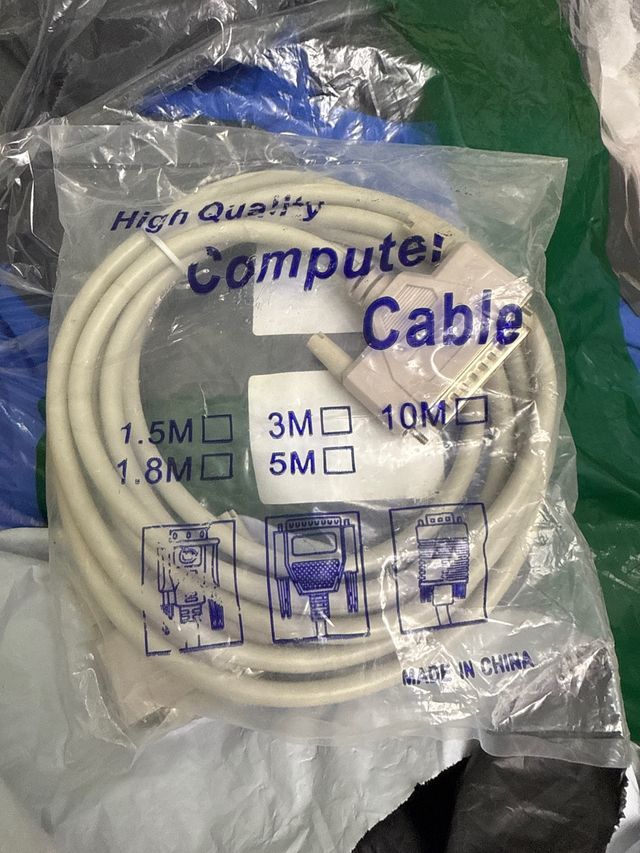 High Quality
Computer
Cable
1.5M 3M 10M
1.8M 5M
MADE IN CHINA